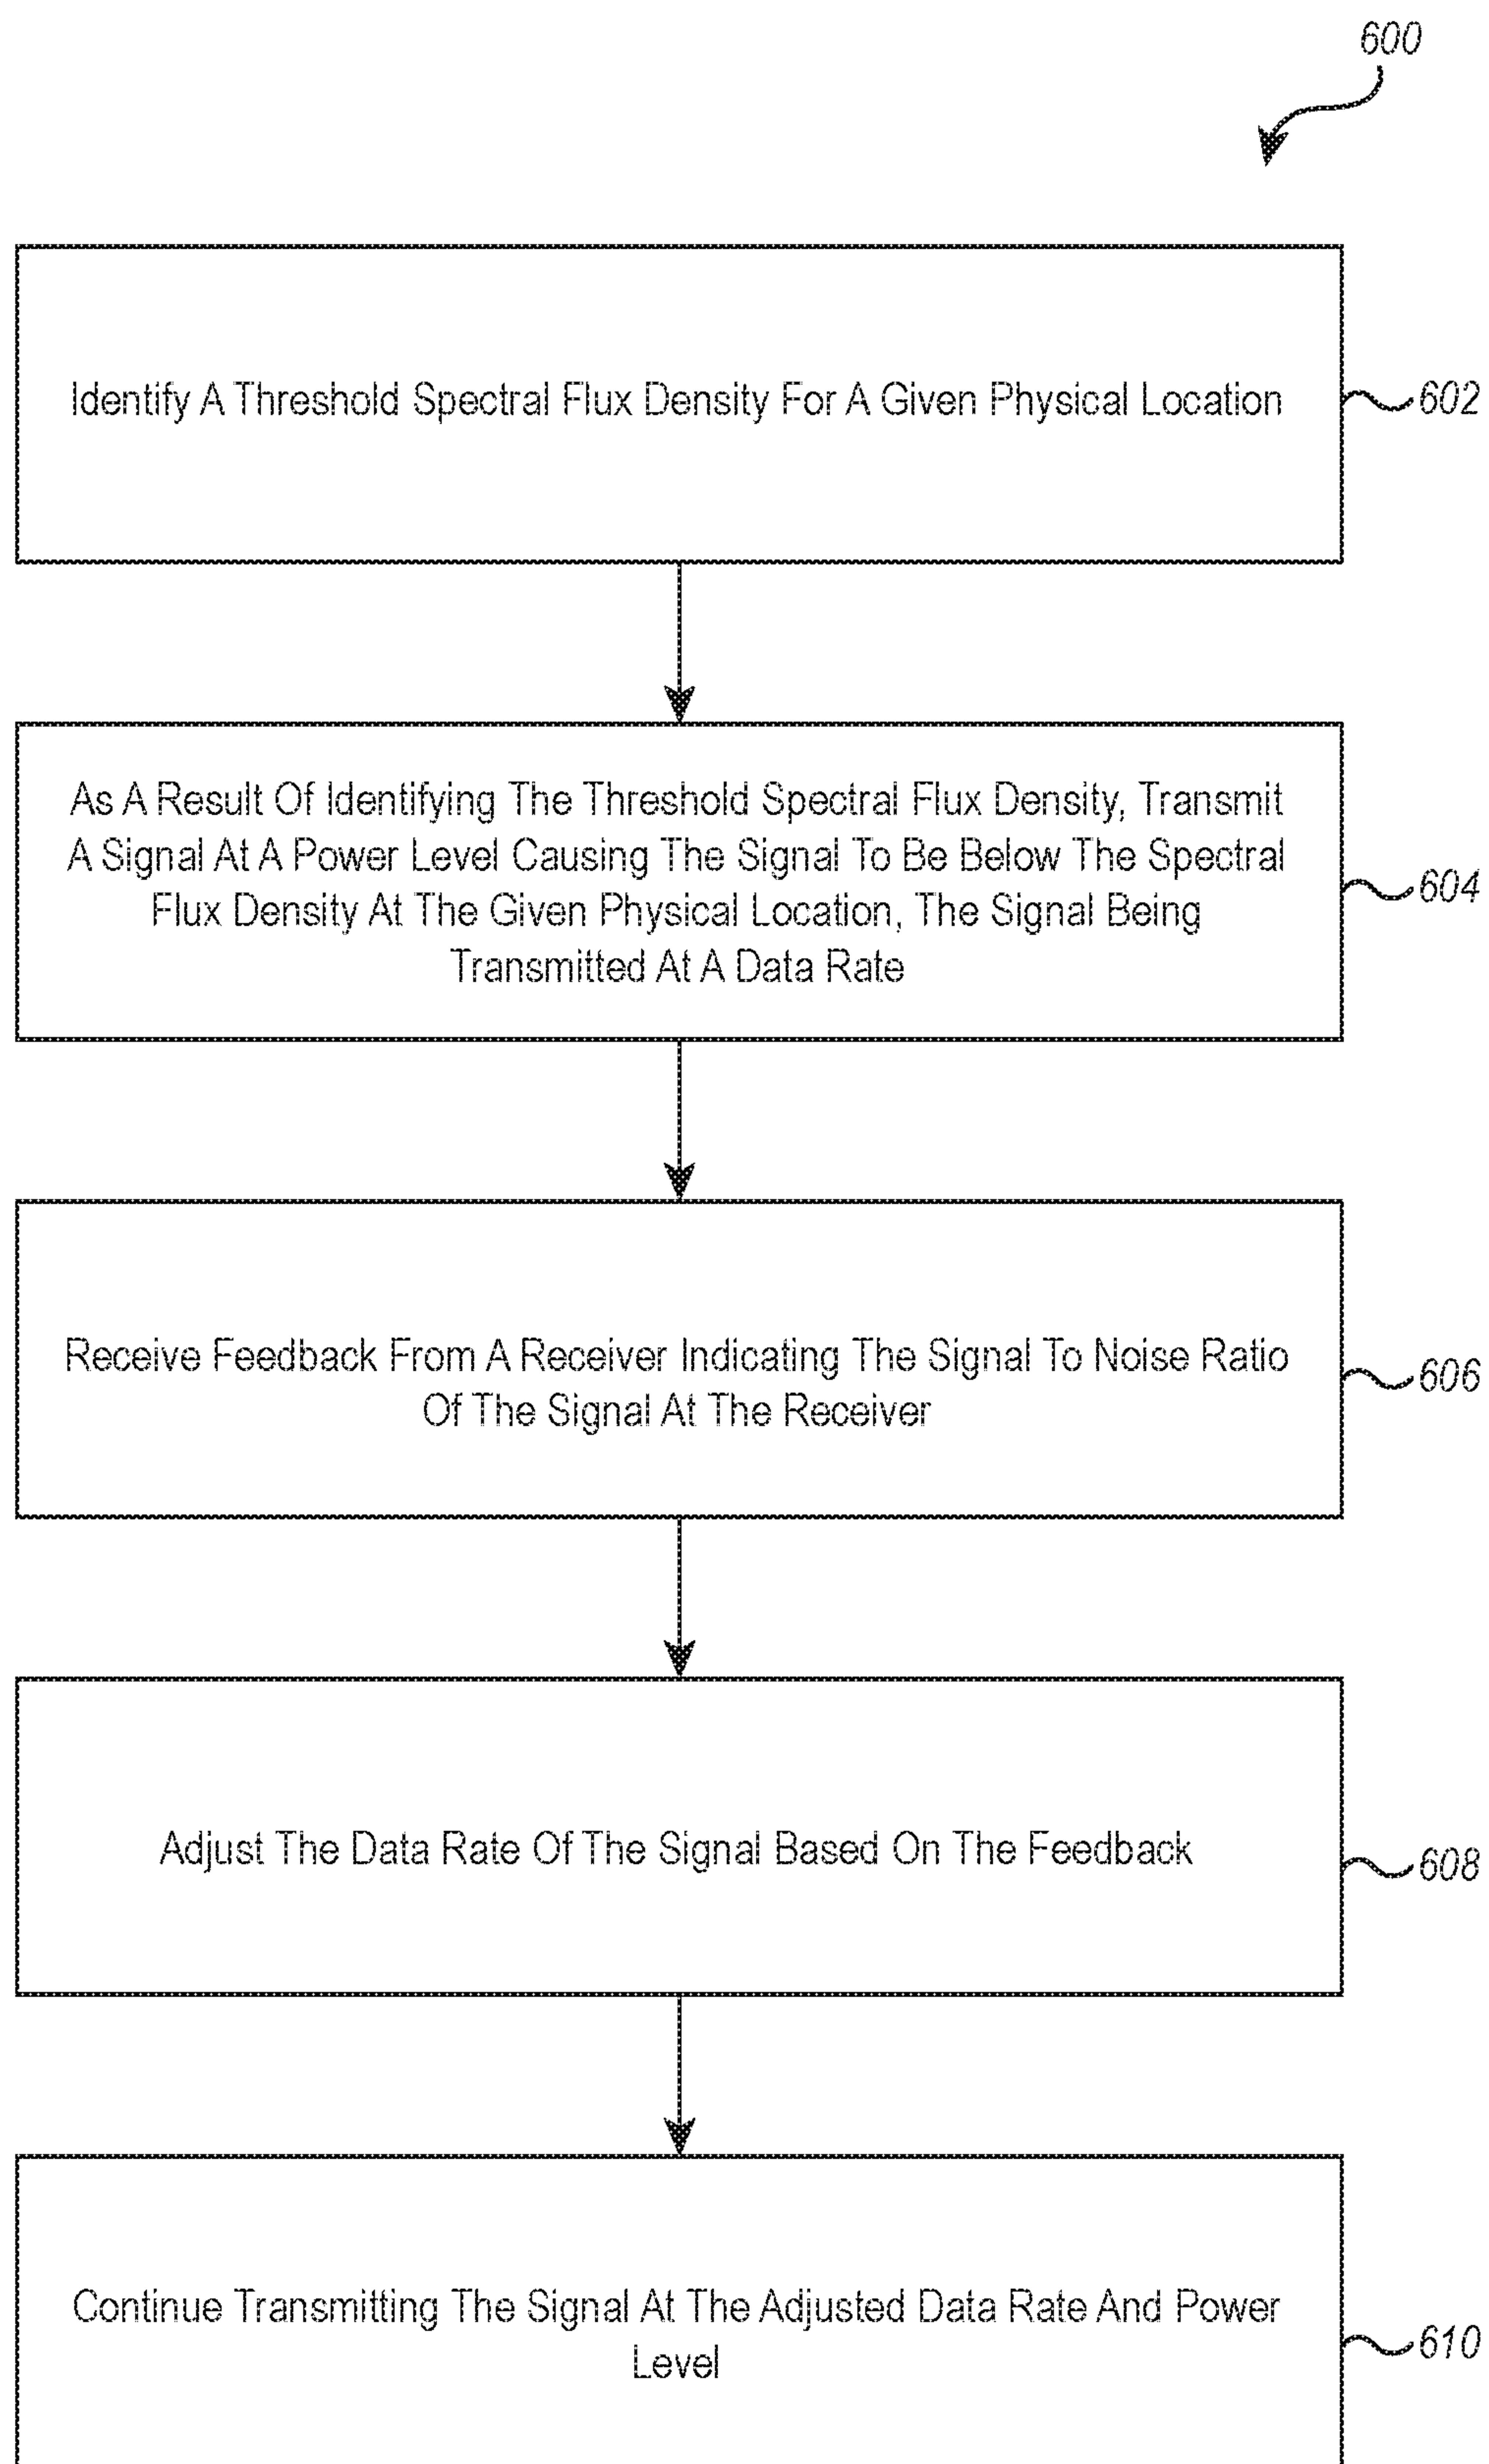 600
Identify A Threshold Spectral Flux Density For A Given Physical Location
602
As A Result Of Identifying The Threshold Spectral Flux Density, Transmit
A Signal At A Power Level Causing The Signal To Be Below The Spectral
Flux Density At The Given Physical Location, The Signal Being
Transmitted At A Data Rate
604
Receive Feedback From A Receiver Indicating The Signal To Noise Ratio
Of The Signal At The Receiver
606
Adjust The Data Rate Of The Signal Based On The Feedback
608
Continue Transmitting The Signal At The Adjusted Data Rate And Power
Level
610